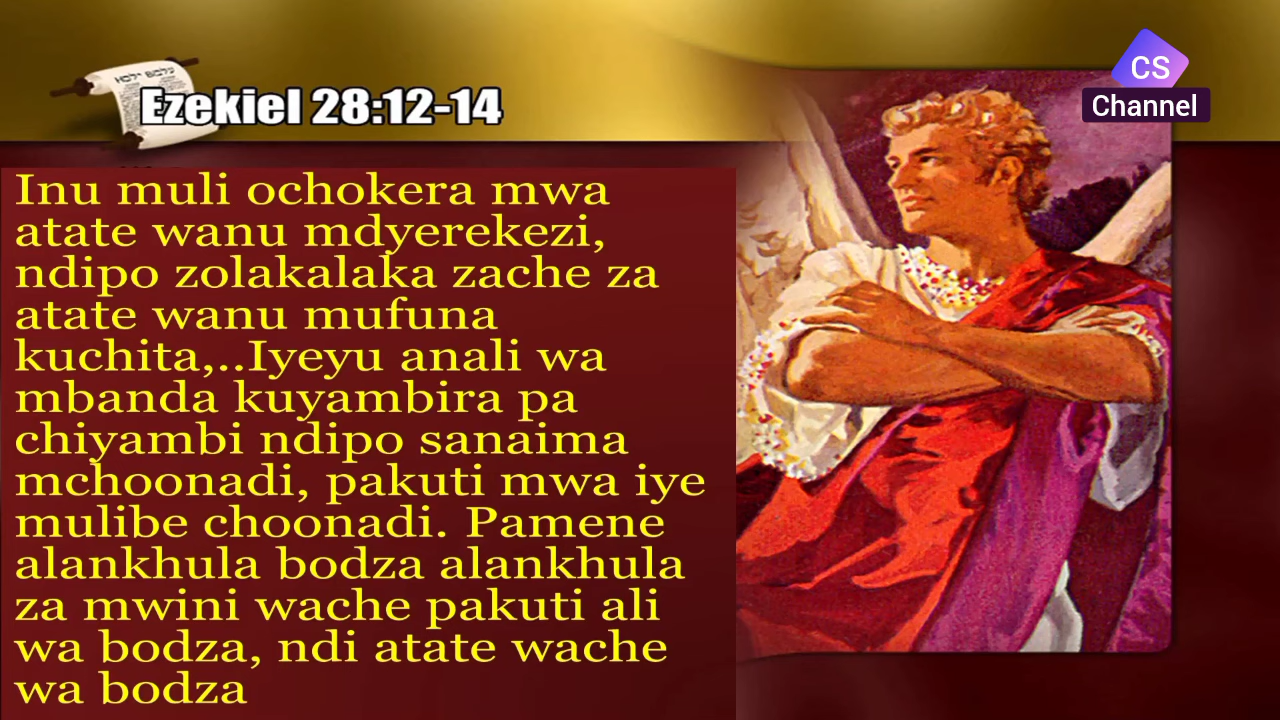 Ezekiel 28:12-14
CS
Channel
Inu muli ochokera mwa
atate wanu mdyerekezi,
ndipo zolakalaka zache za
atate wanu mufuna
kuchita,..Iyeyu anali wa
mbanda kuyambira pa
chiyambi ndipo sanaima
mchoonadi, pakuti mwa iye
mulibe choonadi. Pamene
alankhula bodza alankhula
za mwini wache pakuti ali
wa bodza, ndi atate wache
wa bodza